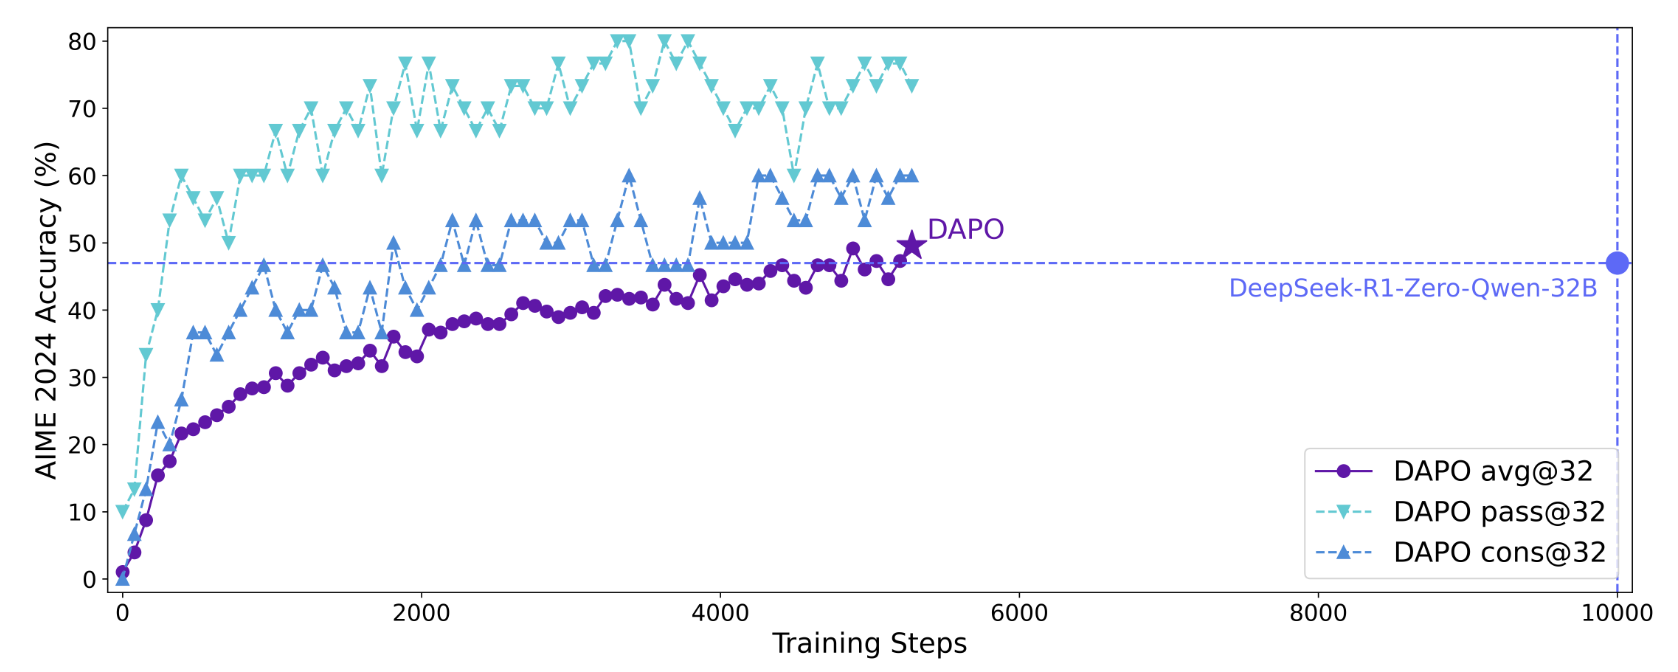 AIME 2024 Accuracy (%)
80
70
60
50
40
30
20
10
0
DAPO
DeepSeek-R1-Zero-Qwen-32B
DAPO avg@32
DAPO pass@32
DAPO cons@32
0 2000 4000 6000 8000 10000
Training Steps